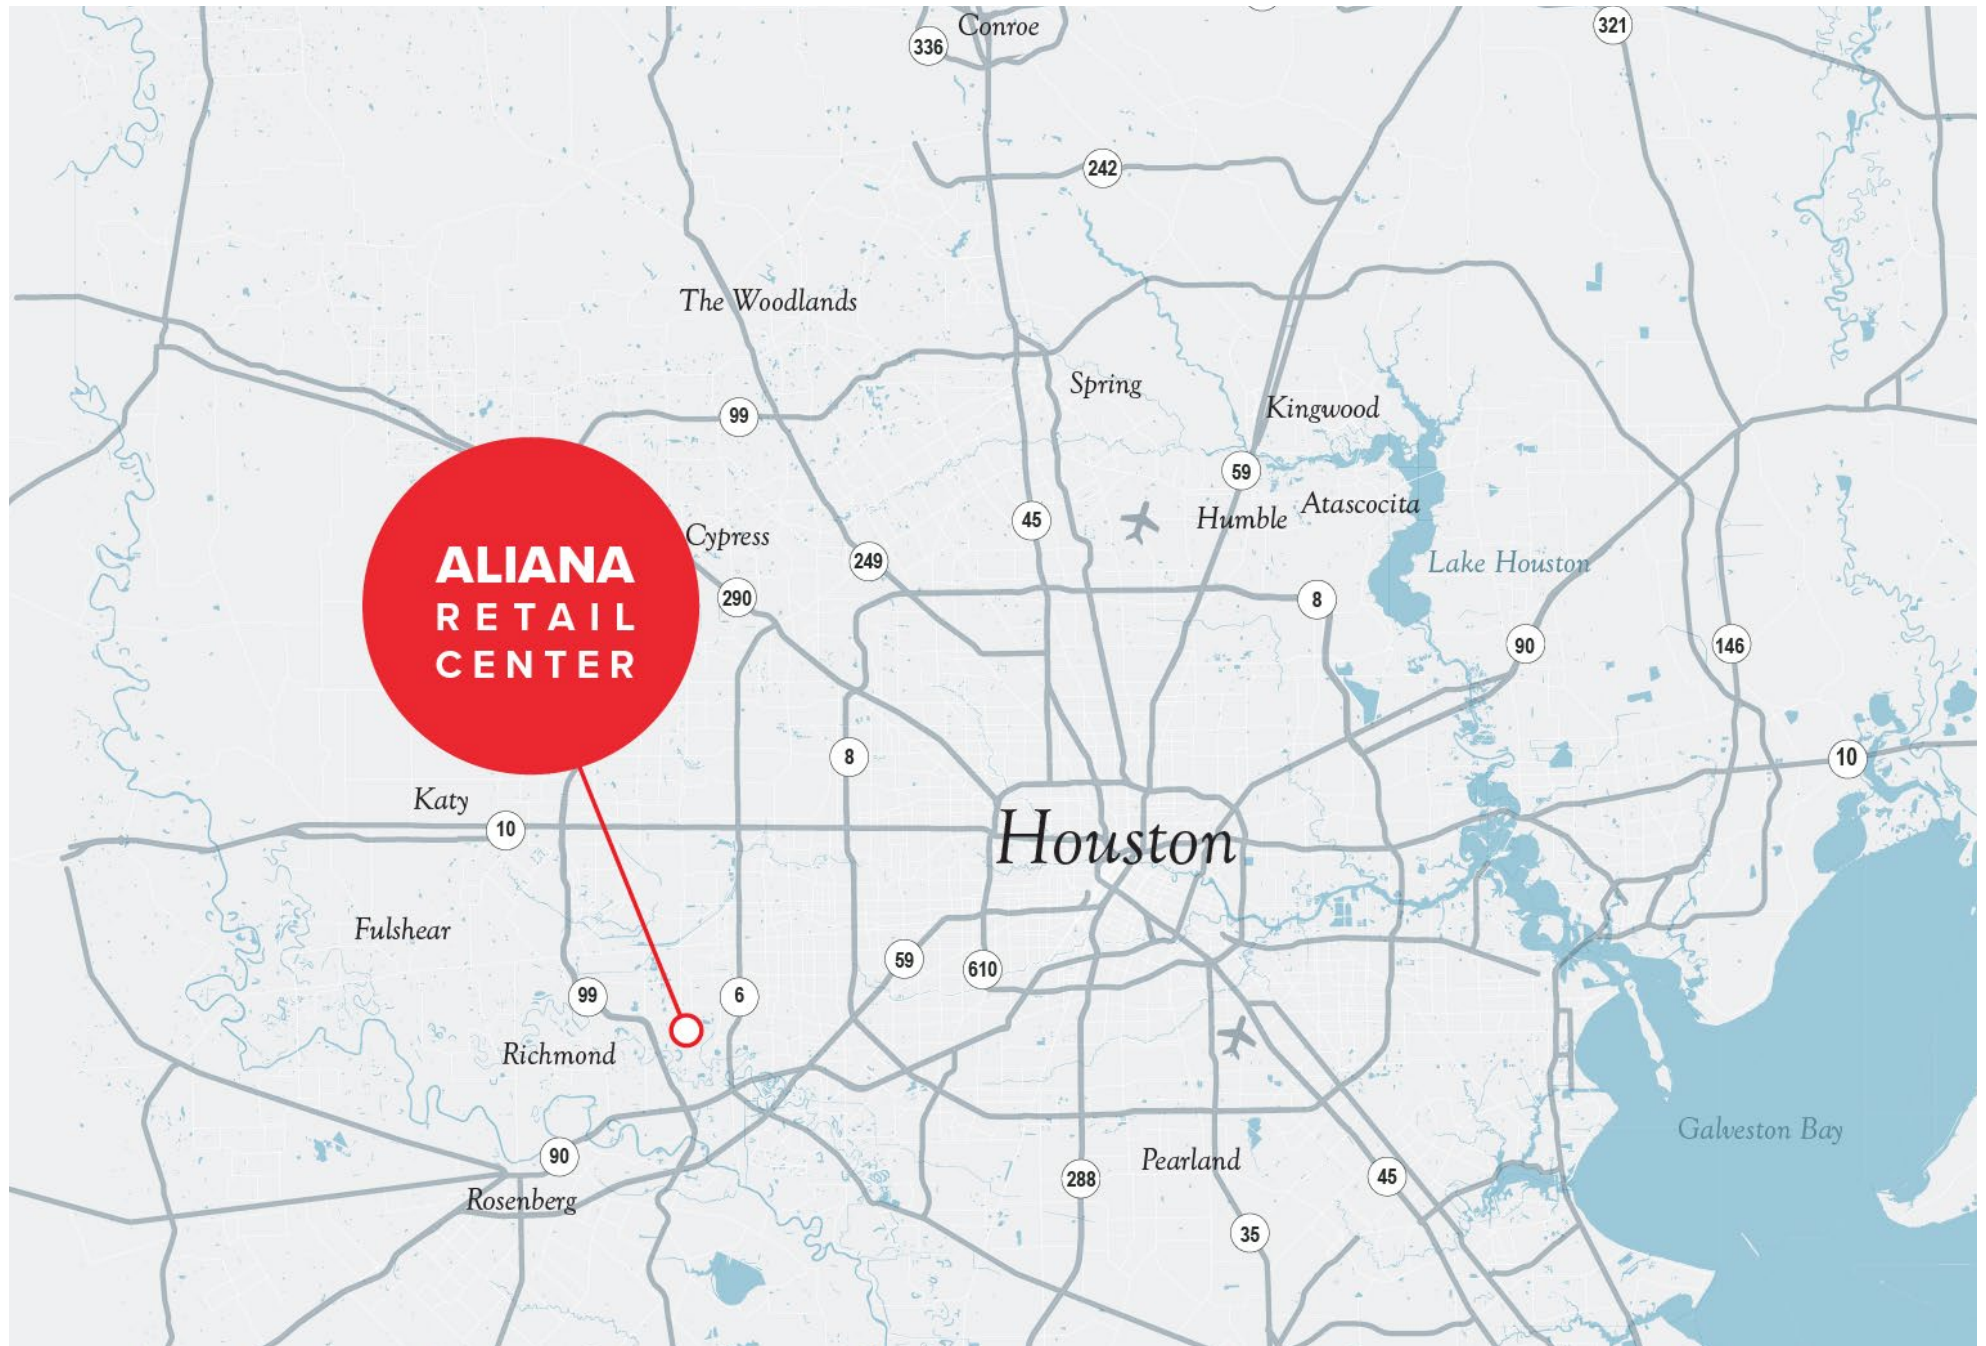 Conroe
336
321
242
The Woodlands
Spring
99
Kingwood
59
Atascocita
45
Humble
Cypress
249
Lake Houston
290
8
ALIANA
RETAIL
CENTER
90
146
8
10
Katy
10
Houston
Fulshear
59
610
99
6
Richmond
Galveston Bay
90
Pearland
288
45
Rosenberg
35